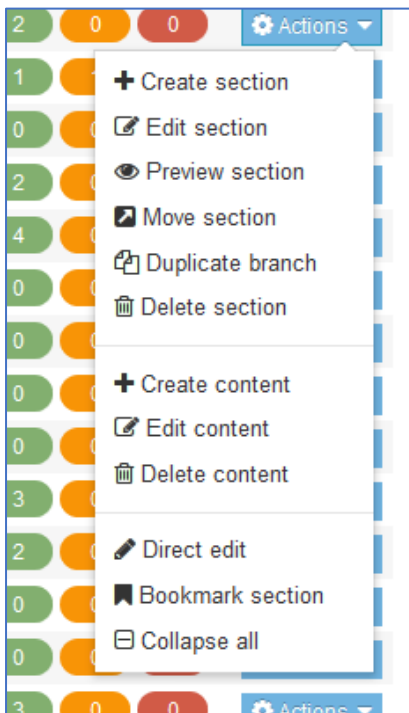 2 0 0 Actions
1
Create section
0
Edit section
2
Preview section
4
Move section
0
Duplicate branch
0
Delete section
0
Create content
0
Edit content
3
Delete content
2
Direct edit
0
Bookmark section
0
Collapse all
3 0 0 Actions